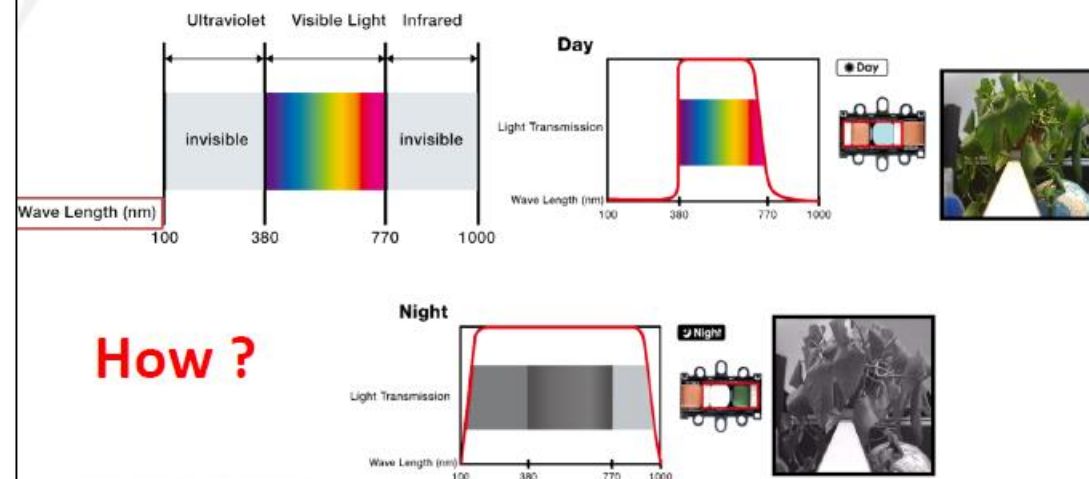 Ultraviolet Visible Light Infrared
invisible
invisible
Wave Length (nm)
100 380 770 1000
Day
Day
Light Transmission
Wave Length (nm)
100 380 770 1000
How ?
Night
Night
Light Transmission
Wave Length (nm)
100 380 770 1000